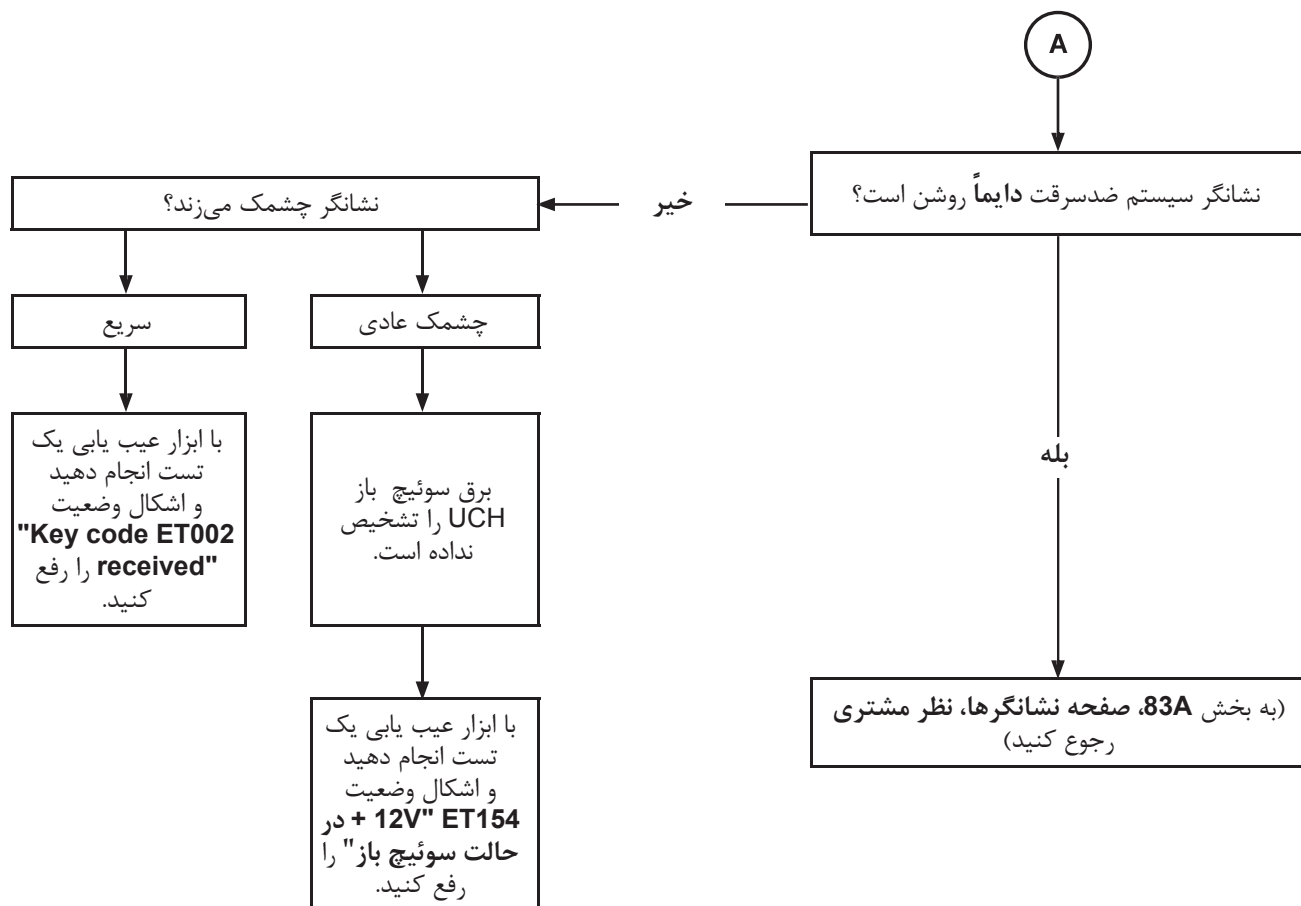 A
نشانگر سیستم ضدسرقت دایماً روشن است؟
خیر
نشانگر چشمک می‌زند؟
چشمک عادی
سریع
برق سوئیچ باز
UCH را تشخیص
نداده است.
با ابزار عیب یابی یک
تست انجام دهید
و اشکال وضعیت
"Key code ET002
received" را رفع
کنید.
با ابزار عیب یابی یک
تست انجام دهید
و اشکال وضعیت
ET154 "12V + در
حالت سوئیچ باز" را
رفع کنید.
بله
(به بخش 83A، صفحه نشانگرها، نظر مشتری
رجوع کنید)